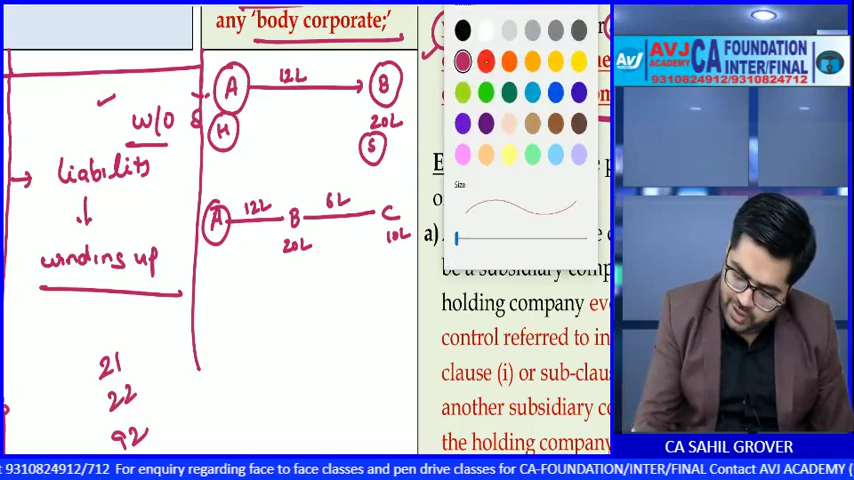 any 'body corporate;'
A 12L B
20L
H
S
W/O
liability
winding up
A 12L B 6L C
20L
10L
21
22
92
Size
a)
be a subsidiary comp
holding company eve
control referred to in
clause (i) or sub-claus
another subsidiary co
the holding company
AVJ
ACADEMY
CA FOUNDATION
INTER/FINAL
9310824912/9310824712
AVJ
CA SAHIL GROVER
t 9310824912/712 For enquiry regarding face to face classes and pen drive classes for CA-FOUNDATION/INTER/FINAL Contact AVJ ACADEMY (